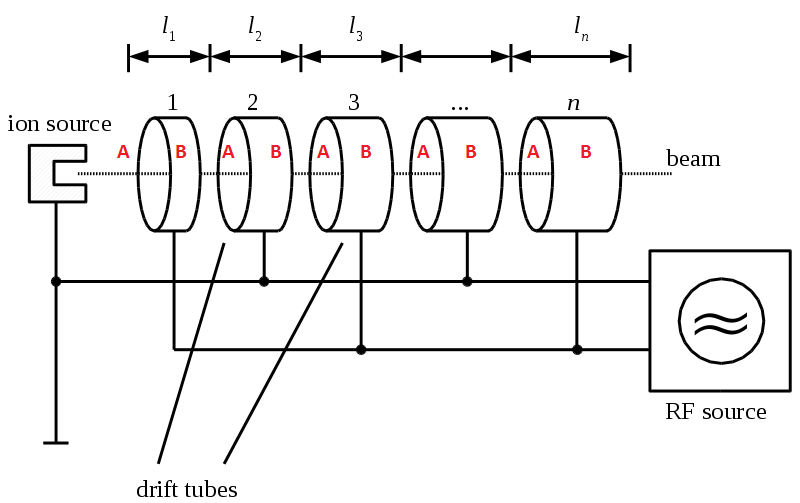 l1 l2 l3 ln
1 2 3 ... n
ion source
A B A B A B A B A B
beam
RF source
drift tubes